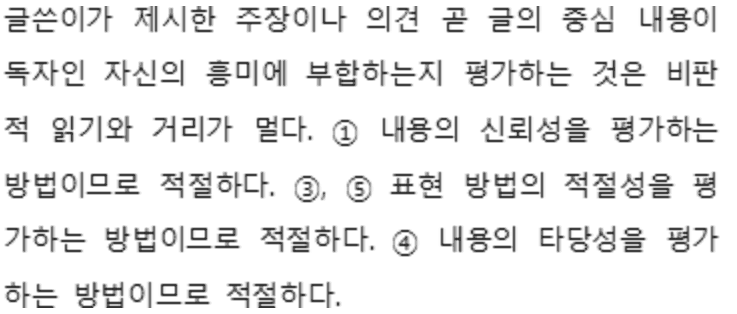 글쓴이가 제시한 주장이나 의견 곧 글의 중심 내용이
독자인 자신의 흥미에 부합하는지 평가하는 것은 비판
적 읽기와 거리가 멀다. ① 내용의 신뢰성을 평가하는
방법이므로 적절하다. ③, ⑤ 표현 방법의 적절성을 평
가하는 방법이므로 적절하다. ④ 내용의 타당성을 평가
하는 방법이므로 적절하다.